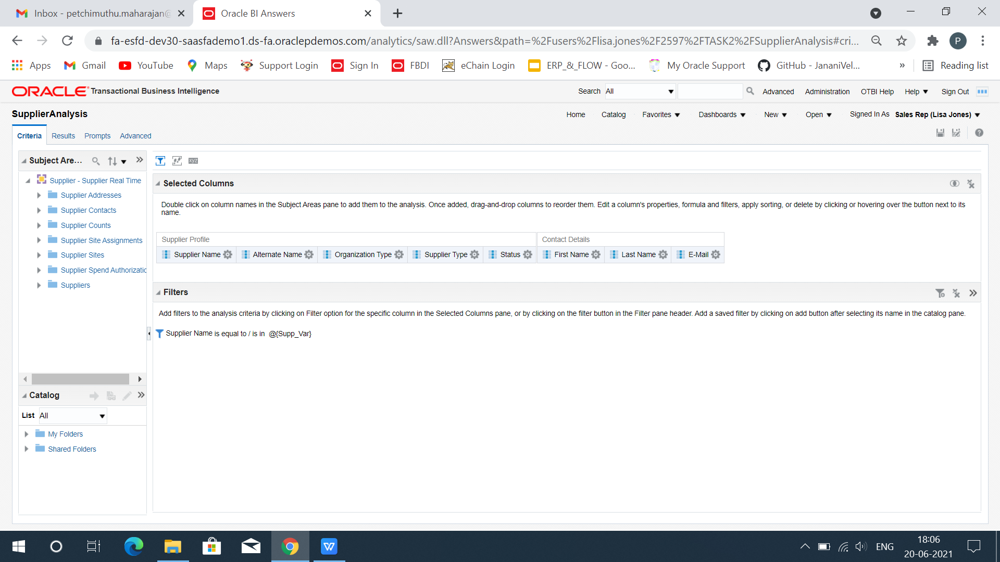 Inbox - petchimuthu.maharajan@
Oracle BI Answers
fa-esfd-dev30-saasfademo1.ds-fa.oraclepdemos.com/analytics/saw.dll?Answers&path=%2Fusers%2Flisa.jones%2F2597%2FTASK2%2FSupplierAnalysis#cri...
P
Apps
Gmail
YouTube
Maps
Support Login
Sign In
FBDI
eChain Login
ERP_&_FLOW - Goo...
My Oracle Support
GitHub - JananiVel...
»
Reading list
ORACLE Transactional Business Intelligence
Search All
Advanced
Administration
OTBI Help
Help
Sign Out
SupplierAnalysis
Home
Catalog
Favorites
Dashboards
New
Open
Signed In As Sales Rep (Lisa Jones)
Criteria
Results
Prompts
Advanced
Subject Are...
Supplier - Supplier Real Time
Supplier Addresses
Supplier Contacts
Supplier Counts
Supplier Site Assignments
Supplier Sites
Supplier Spend Authorizatic
Suppliers
Catalog
List All
My Folders
Shared Folders
xyz
Selected Columns
Double click on column names in the Subject Areas pane to add them to the analysis. Once added, drag-and-drop columns to reorder them. Edit a column's properties, formula and filters, apply sorting, or delete by clicking or hovering over the button next to its
name.
Supplier Profile
Contact Details
Supplier Name
Alternate Name
Organization Type
Supplier Type
Status
First Name
Last Name
E-Mail
Filters
Add filters to the analysis criteria by clicking on Filter option for the specific column in the Selected Columns pane, or by clicking on the filter button in the Filter pane header. Add a saved filter by clicking on add button after selecting its name in the catalog pane.
Supplier Name is equal to / is in @{Supp_Var}
W
ENG
18:06
20-06-2021